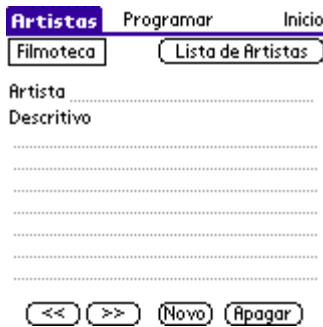 Artistas Programar Inicio
Filmoteca Lista de Artistas
Artista
Descritivo
<< >> Novo Apagar